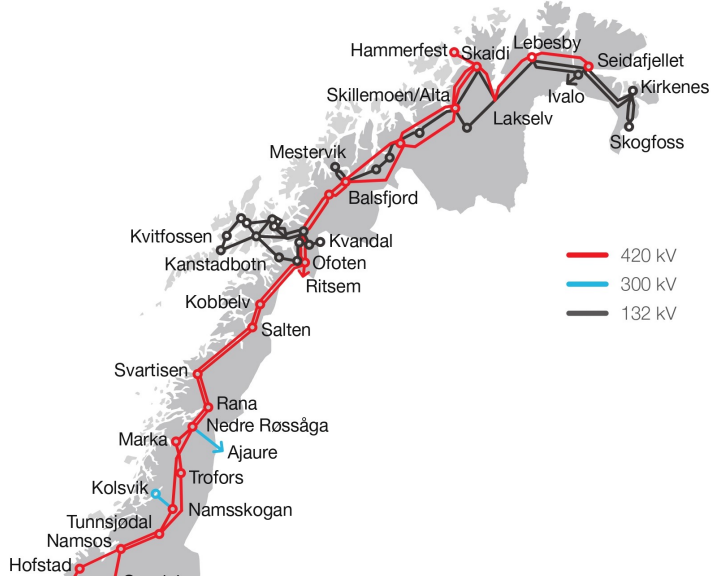 Lebesby
Hammerfest
Skaidi
Seidafjellet
Skillemoen/Alta
Ivalo
Kirkenes
Lakselv
Skogfoss
Mestervik
Balsfjord
Kvitfossen
Kvandal
Kanstadbotn
Ofoten
420 kV
Ritsem
300 kV
Kobbelv
132 kV
Salten
Svartisen
Rana
Nedre Røssåga
Marka
Ajaure
Trofors
Kolsvik
Namsskogan
Tunnsjødal
Namsos
Hofstad